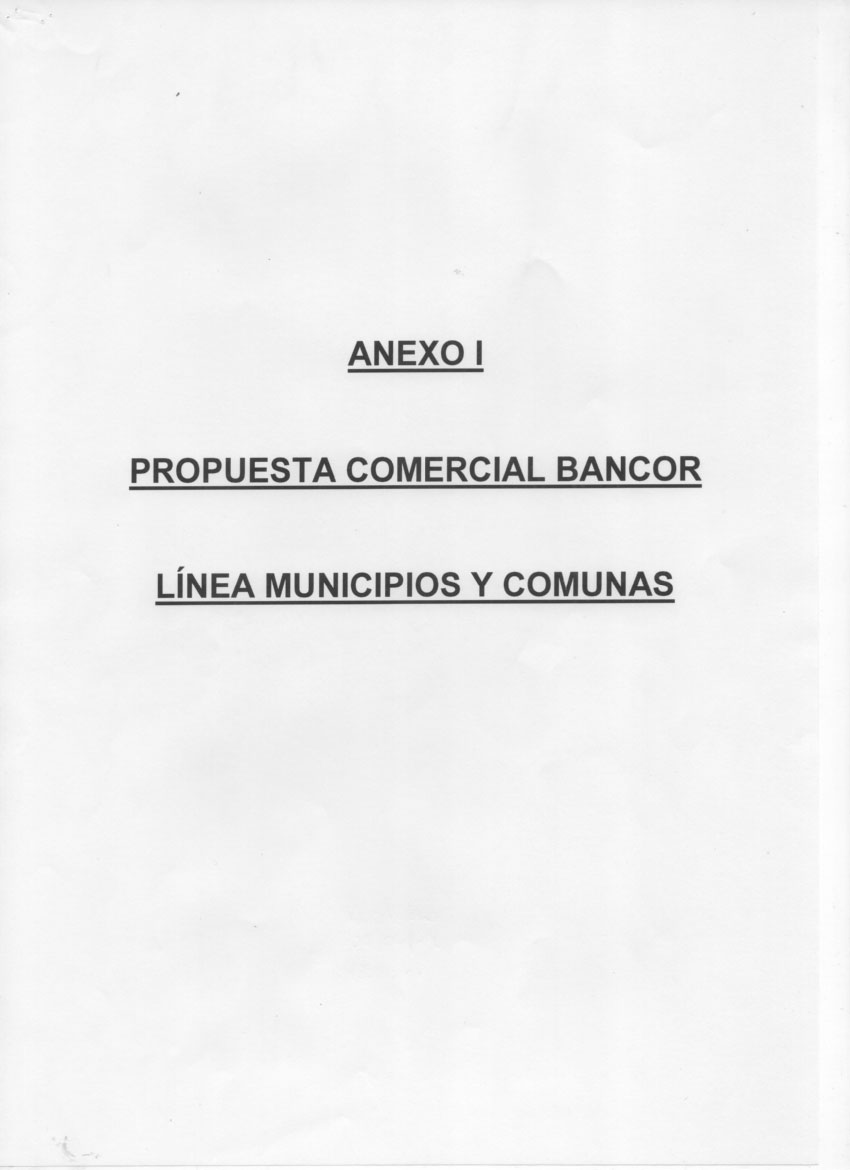 ANEXO I
PROPUESTA COMERCIAL BANCOR
LÍNEA MUNICIPIOS Y COMUNAS